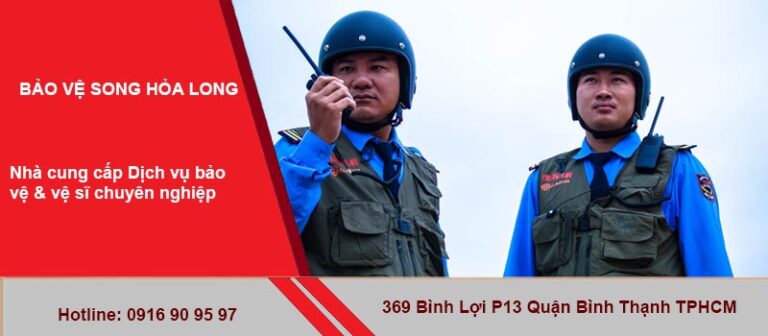 BẢO VỆ SONG HỎA LONG
Nhà cung cấp Dịch vụ bảo
vệ & vệ sĩ chuyên nghiệp
Hotline: 0916 90 95 97
369 Bình Lợi P13 Quận Bình Thạnh TPHCM